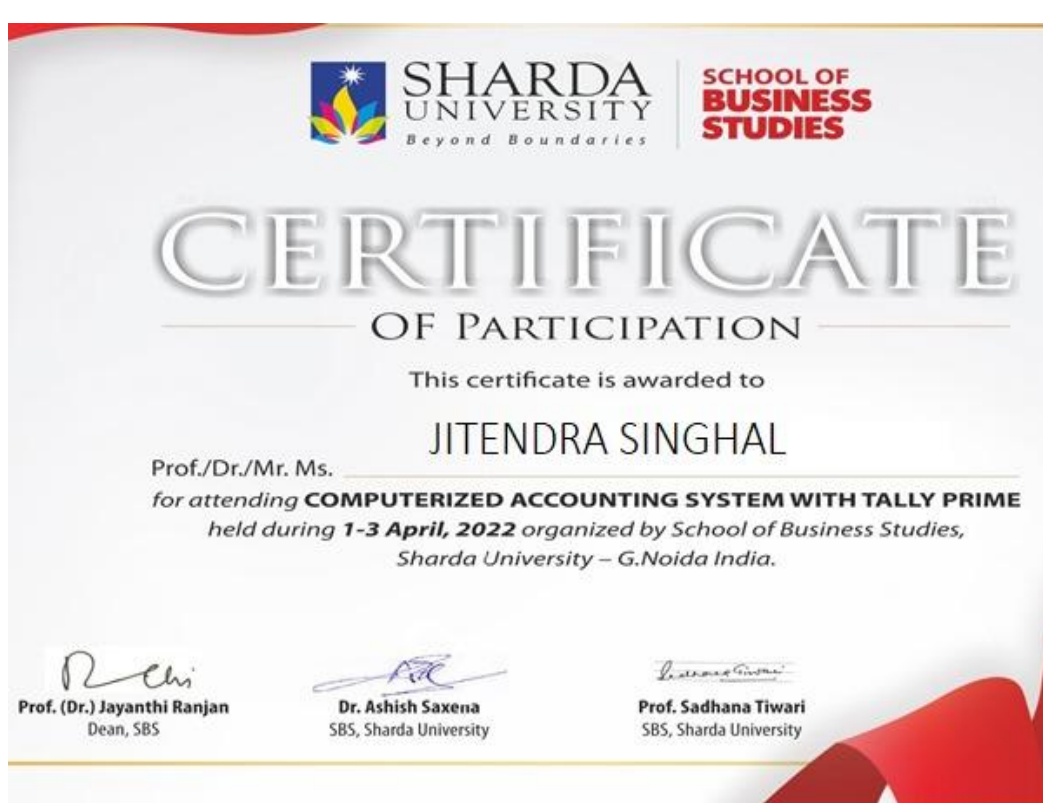 SHARDA
UNIVERSITY
Beyond Boundaries
SCHOOL OF
BUSINESS
STUDIES
CERTIFICATE
OF PARTICIPATION
This certificate is awarded to
JITENDRA SINGHAL
Prof./Dr./Mr. Ms.
for attending COMPUTERIZED ACCOUNTING SYSTEM WITH TALLY PRIME
held during 1-3 April, 2022 organized by School of Business Studies,
Sharda University – G.Noida India.
Sadhana Tiwari
Prof. (Dr.) Jayanthi Ranjan
Dean, SBS
Dr. Ashish Saxena
SBS, Sharda University
Prof. Sadhana Tiwari
SBS, Sharda University